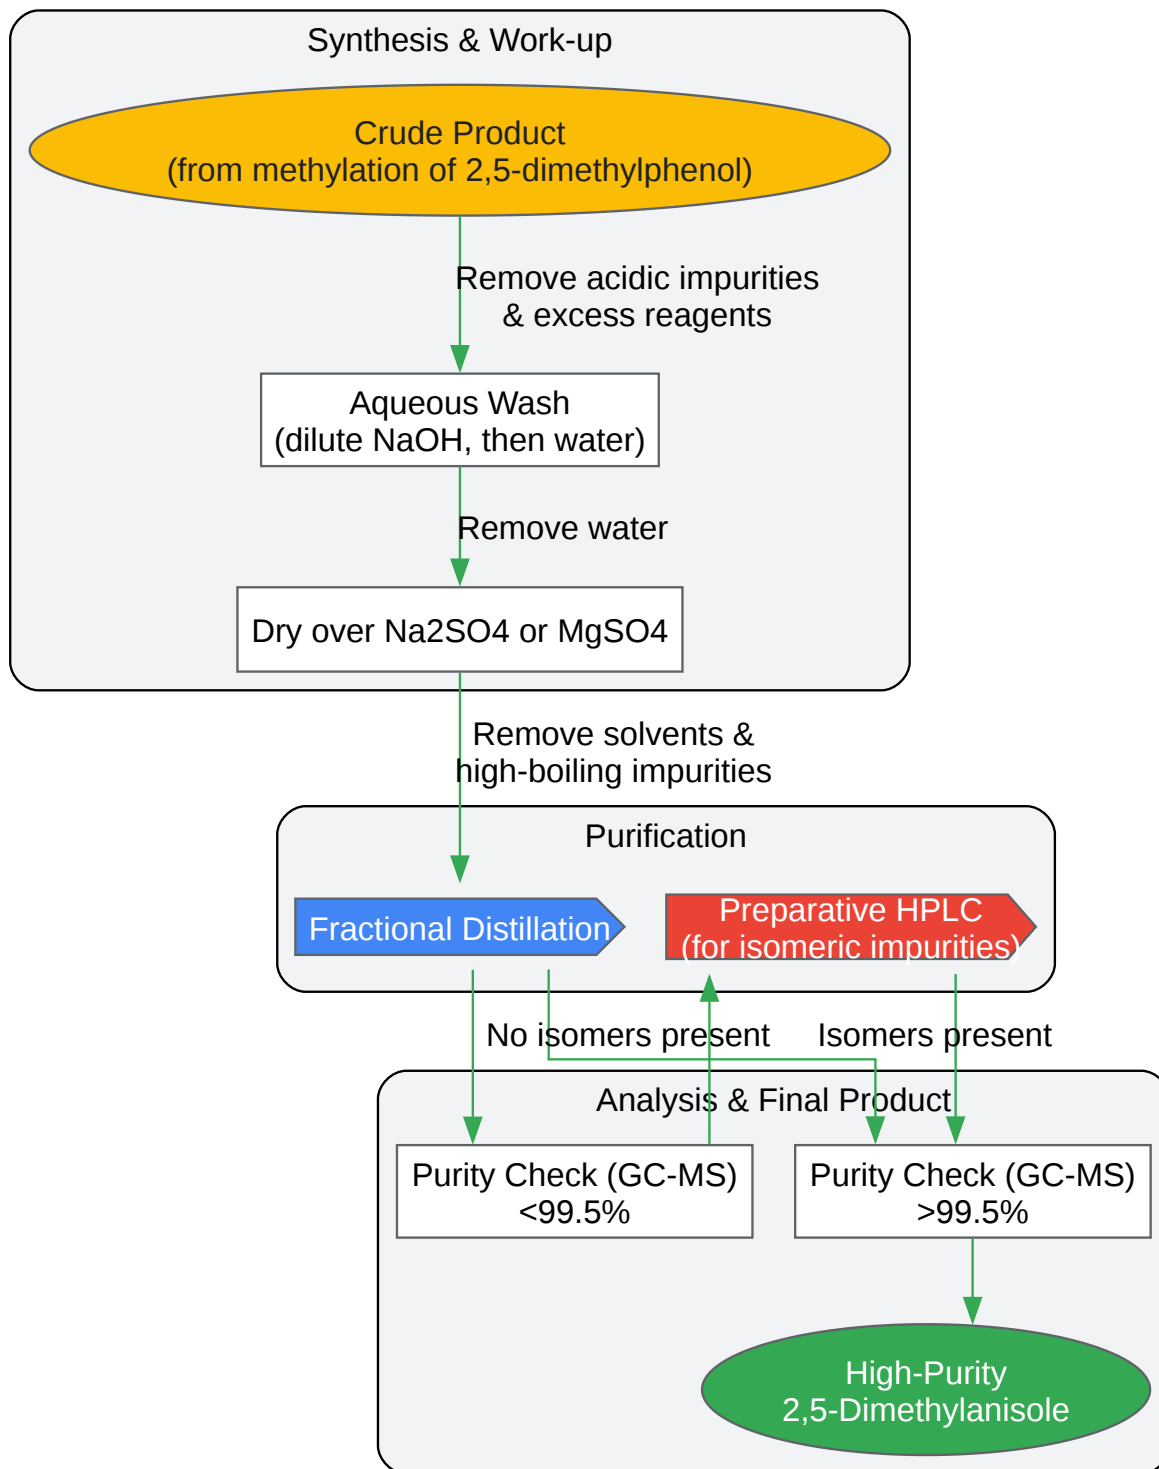 Synthesis & Work-up
Crude Product
(from methylation of 2,5-dimethylphenol)
Remove acidic impurities
& excess reagents
Aqueous Wash
(dilute NaOH, then water)
Remove water
Dry over Na2SO4 or MgSO4
Remove solvents &
high-boiling impurities
Purification
Fractional Distillation
Preparative HPLC
(for isomeric impurities)
No isomers present
Isomers present
Analysis & Final Product
Purity Check (GC-MS)
<99.5%
Purity Check (GC-MS)
>99.5%
High-Purity
2,5-Dimethylanisole